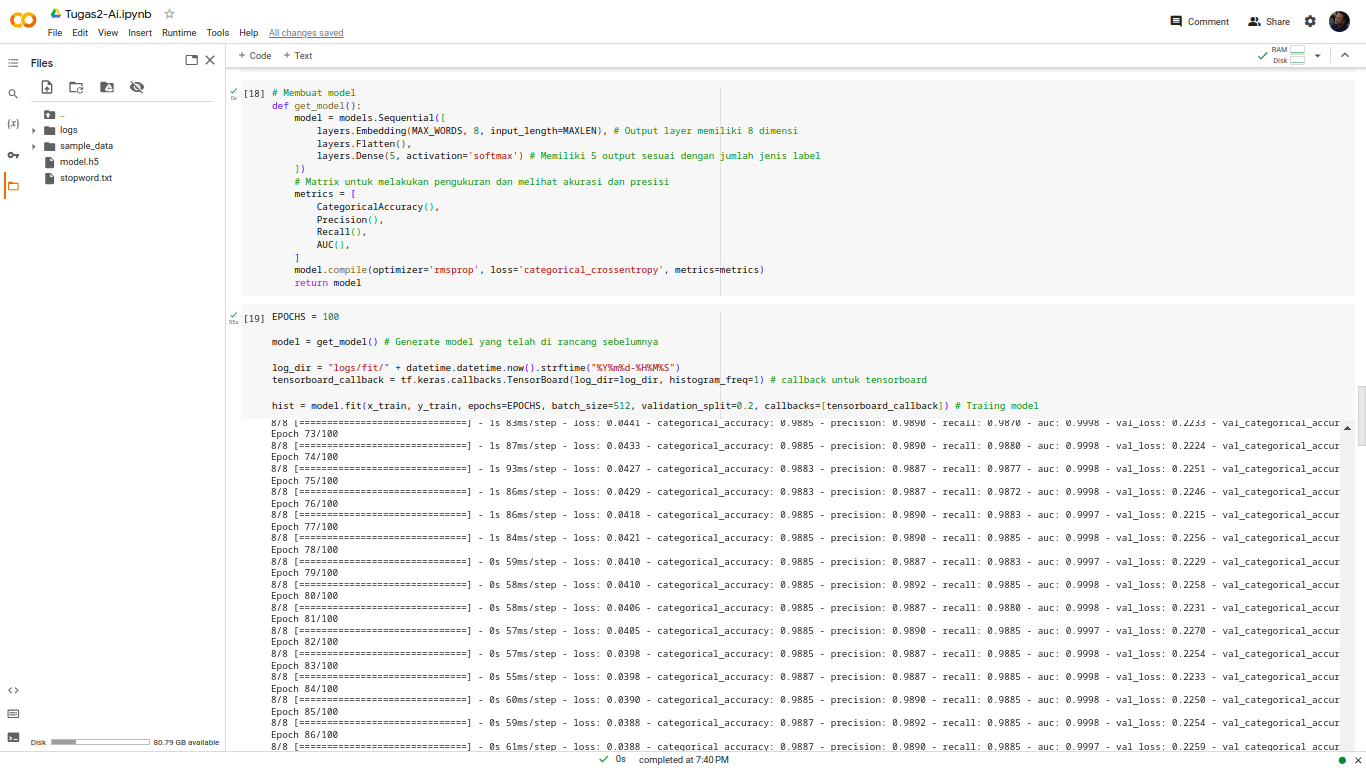 Tugas2-Ai.ipynb
File Edit View Insert Runtime Tools Help All changes saved
Comment Share
Files
+ Code + Text
RAM
Disk
..
logs
sample_data
model.h5
stopword.txt
Disk 80.79 GB available
0s
[18] # Membuat model
def get_model():
model = models.Sequential([
layers.Embedding(MAX_WORDS, 8, input_length=MAXLEN), # Output layer memiliki 8 dimensi
layers.Flatten(),
layers.Dense(5, activation='softmax') # Memiliki 5 output sesuai dengan jumlah jenis label
])
# Matrix untuk melakukan pengukuran dan melihat akurasi dan presisi
metrics = [
CategoricalAccuracy(),
Precision(),
Recall(),
AUC(),
]
model.compile(optimizer='rmsprop', loss='categorical_crossentropy', metrics=metrics)
return model
55s
[19] EPOCHS = 100
model = get_model() # Generate model yang telah di rancang sebelumnya
log_dir = "logs/fit/" + datetime.datetime.now().strftime("%Y%m%d-%H%M%S")
tensorboard_callback = tf.keras.callbacks.TensorBoard(log_dir=log_dir, histogram_freq=1) # callback untuk tensorboard
hist = model.fit(x_train, y_train, epochs=EPOCHS, batch_size=512, validation_split=0.2, callbacks=[tensorboard_callback]) # Traiing model
8/8 [==============================] - 1s 83ms/step - loss: 0.0441 - categorical_accuracy: 0.9885 - precision: 0.9890 - recall: 0.9870 - auc: 0.9998 - val_loss: 0.2233 - val_categorical_accur
Epoch 73/100
8/8 [==============================] - 1s 87ms/step - loss: 0.0433 - categorical_accuracy: 0.9885 - precision: 0.9890 - recall: 0.9880 - auc: 0.9998 - val_loss: 0.2224 - val_categorical_accur
Epoch 74/100
8/8 [==============================] - 1s 93ms/step - loss: 0.0427 - categorical_accuracy: 0.9883 - precision: 0.9887 - recall: 0.9877 - auc: 0.9998 - val_loss: 0.2251 - val_categorical_accur
Epoch 75/100
8/8 [==============================] - 1s 86ms/step - loss: 0.0429 - categorical_accuracy: 0.9883 - precision: 0.9887 - recall: 0.9872 - auc: 0.9998 - val_loss: 0.2246 - val_categorical_accur
Epoch 76/100
8/8 [==============================] - 1s 86ms/step - loss: 0.0418 - categorical_accuracy: 0.9885 - precision: 0.9890 - recall: 0.9883 - auc: 0.9997 - val_loss: 0.2215 - val_categorical_accur
Epoch 77/100
8/8 [==============================] - 1s 84ms/step - loss: 0.0421 - categorical_accuracy: 0.9885 - precision: 0.9890 - recall: 0.9885 - auc: 0.9998 - val_loss: 0.2256 - val_categorical_accur
Epoch 78/100
8/8 [==============================] - 0s 59ms/step - loss: 0.0410 - categorical_accuracy: 0.9885 - precision: 0.9887 - recall: 0.9883 - auc: 0.9997 - val_loss: 0.2229 - val_categorical_accur
Epoch 79/100
8/8 [==============================] - 0s 58ms/step - loss: 0.0410 - categorical_accuracy: 0.9885 - precision: 0.9892 - recall: 0.9885 - auc: 0.9998 - val_loss: 0.2258 - val_categorical_accur
Epoch 80/100
8/8 [==============================] - 0s 58ms/step - loss: 0.0406 - categorical_accuracy: 0.9885 - precision: 0.9887 - recall: 0.9880 - auc: 0.9998 - val_loss: 0.2231 - val_categorical_accur
Epoch 81/100
8/8 [==============================] - 0s 57ms/step - loss: 0.0405 - categorical_accuracy: 0.9885 - precision: 0.9890 - recall: 0.9885 - auc: 0.9997 - val_loss: 0.2270 - val_categorical_accur
Epoch 82/100
8/8 [==============================] - 0s 57ms/step - loss: 0.0398 - categorical_accuracy: 0.9885 - precision: 0.9887 - recall: 0.9885 - auc: 0.9998 - val_loss: 0.2254 - val_categorical_accur
Epoch 83/100
8/8 [==============================] - 0s 55ms/step - loss: 0.0398 - categorical_accuracy: 0.9887 - precision: 0.9887 - recall: 0.9885 - auc: 0.9998 - val_loss: 0.2233 - val_categorical_accur
Epoch 84/100
8/8 [==============================] - 0s 60ms/step - loss: 0.0390 - categorical_accuracy: 0.9885 - precision: 0.9890 - recall: 0.9885 - auc: 0.9998 - val_loss: 0.2250 - val_categorical_accur
Epoch 85/100
8/8 [==============================] - 0s 59ms/step - loss: 0.0388 - categorical_accuracy: 0.9887 - precision: 0.9892 - recall: 0.9885 - auc: 0.9998 - val_loss: 0.2254 - val_categorical_accur
Epoch 86/100
8/8 [==============================] - 0s 61ms/step - loss: 0.0388 - categorical_accuracy: 0.9887 - precision: 0.9890 - recall: 0.9885 - auc: 0.9997 - val_loss: 0.2259 - val_categorical_accur
0s completed at 7:40 PM